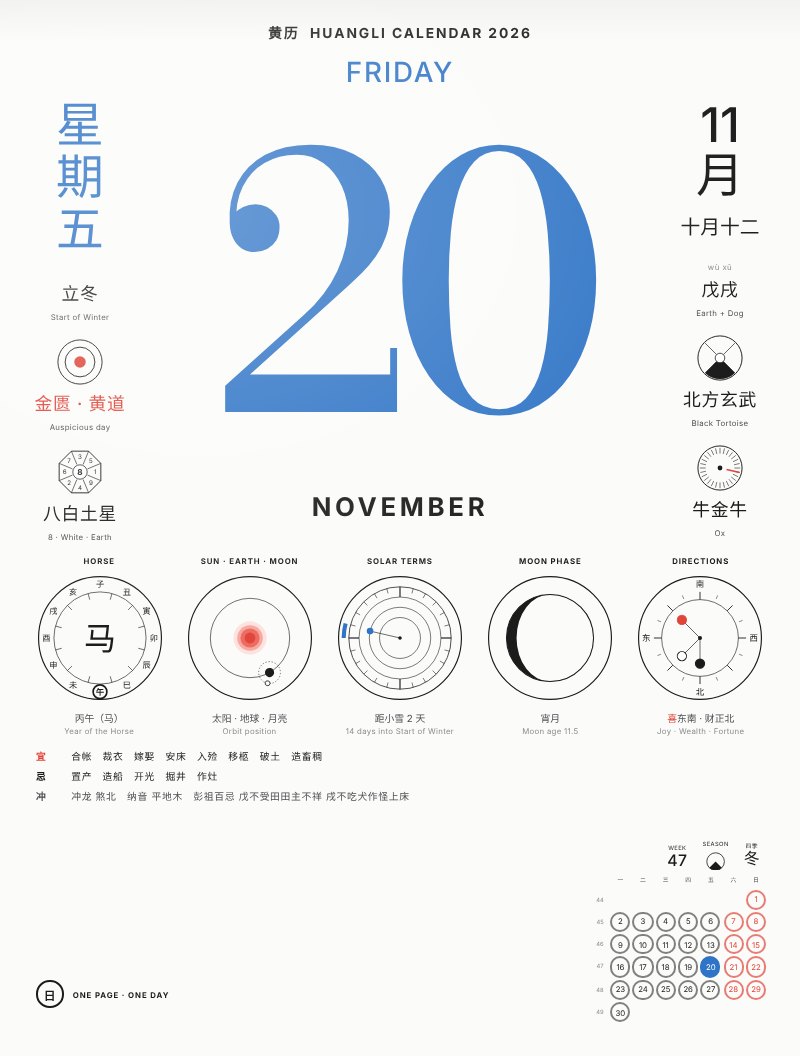 黄历 HUANGLI CALENDAR 2026
FRIDAY
星期五
20
11
月
十月十二
立冬
Start of Winter
wù xū
戊戌
Earth + Dog
金匮 · 黄道
Auspicious day
北方玄武
Black Tortoise
7 3 5
6 8 1
2 4 9
八白土星
8 · White · Earth
牛金牛
Ox
NOVEMBER
HORSE
SUN · EARTH · MOON
SOLAR TERMS
MOON PHASE
DIRECTIONS
子 丑 寅 卯 辰 巳 午 未 申 酉 戌 亥
马
南
东 西
北
丙午（马）
Year of the Horse
太阳 · 地球 · 月亮
Orbit position
距小雪 2 天
14 days into Start of Winter
宵月
Moon age 11.5
喜东南 · 财正北
Joy · Wealth · Fortune
宜 合帐 裁衣 嫁娶 安床 入殓 移柩 破土 造畜稠
忌 置产 造船 开光 掘井 作灶
冲 冲龙 煞北 纳音 平地木 彭祖百忌 戊不受田田主不祥 戌不吃犬作怪上床
WEEK
47
SEASON
四季
冬
一 二 三 四 五 六 日
44 1
45 2 3 4 5 6 7 8
46 9 10 11 12 13 14 15
47 16 17 18 19 20 21 22
48 23 24 25 26 27 28 29
49 30
日 ONE PAGE · ONE DAY